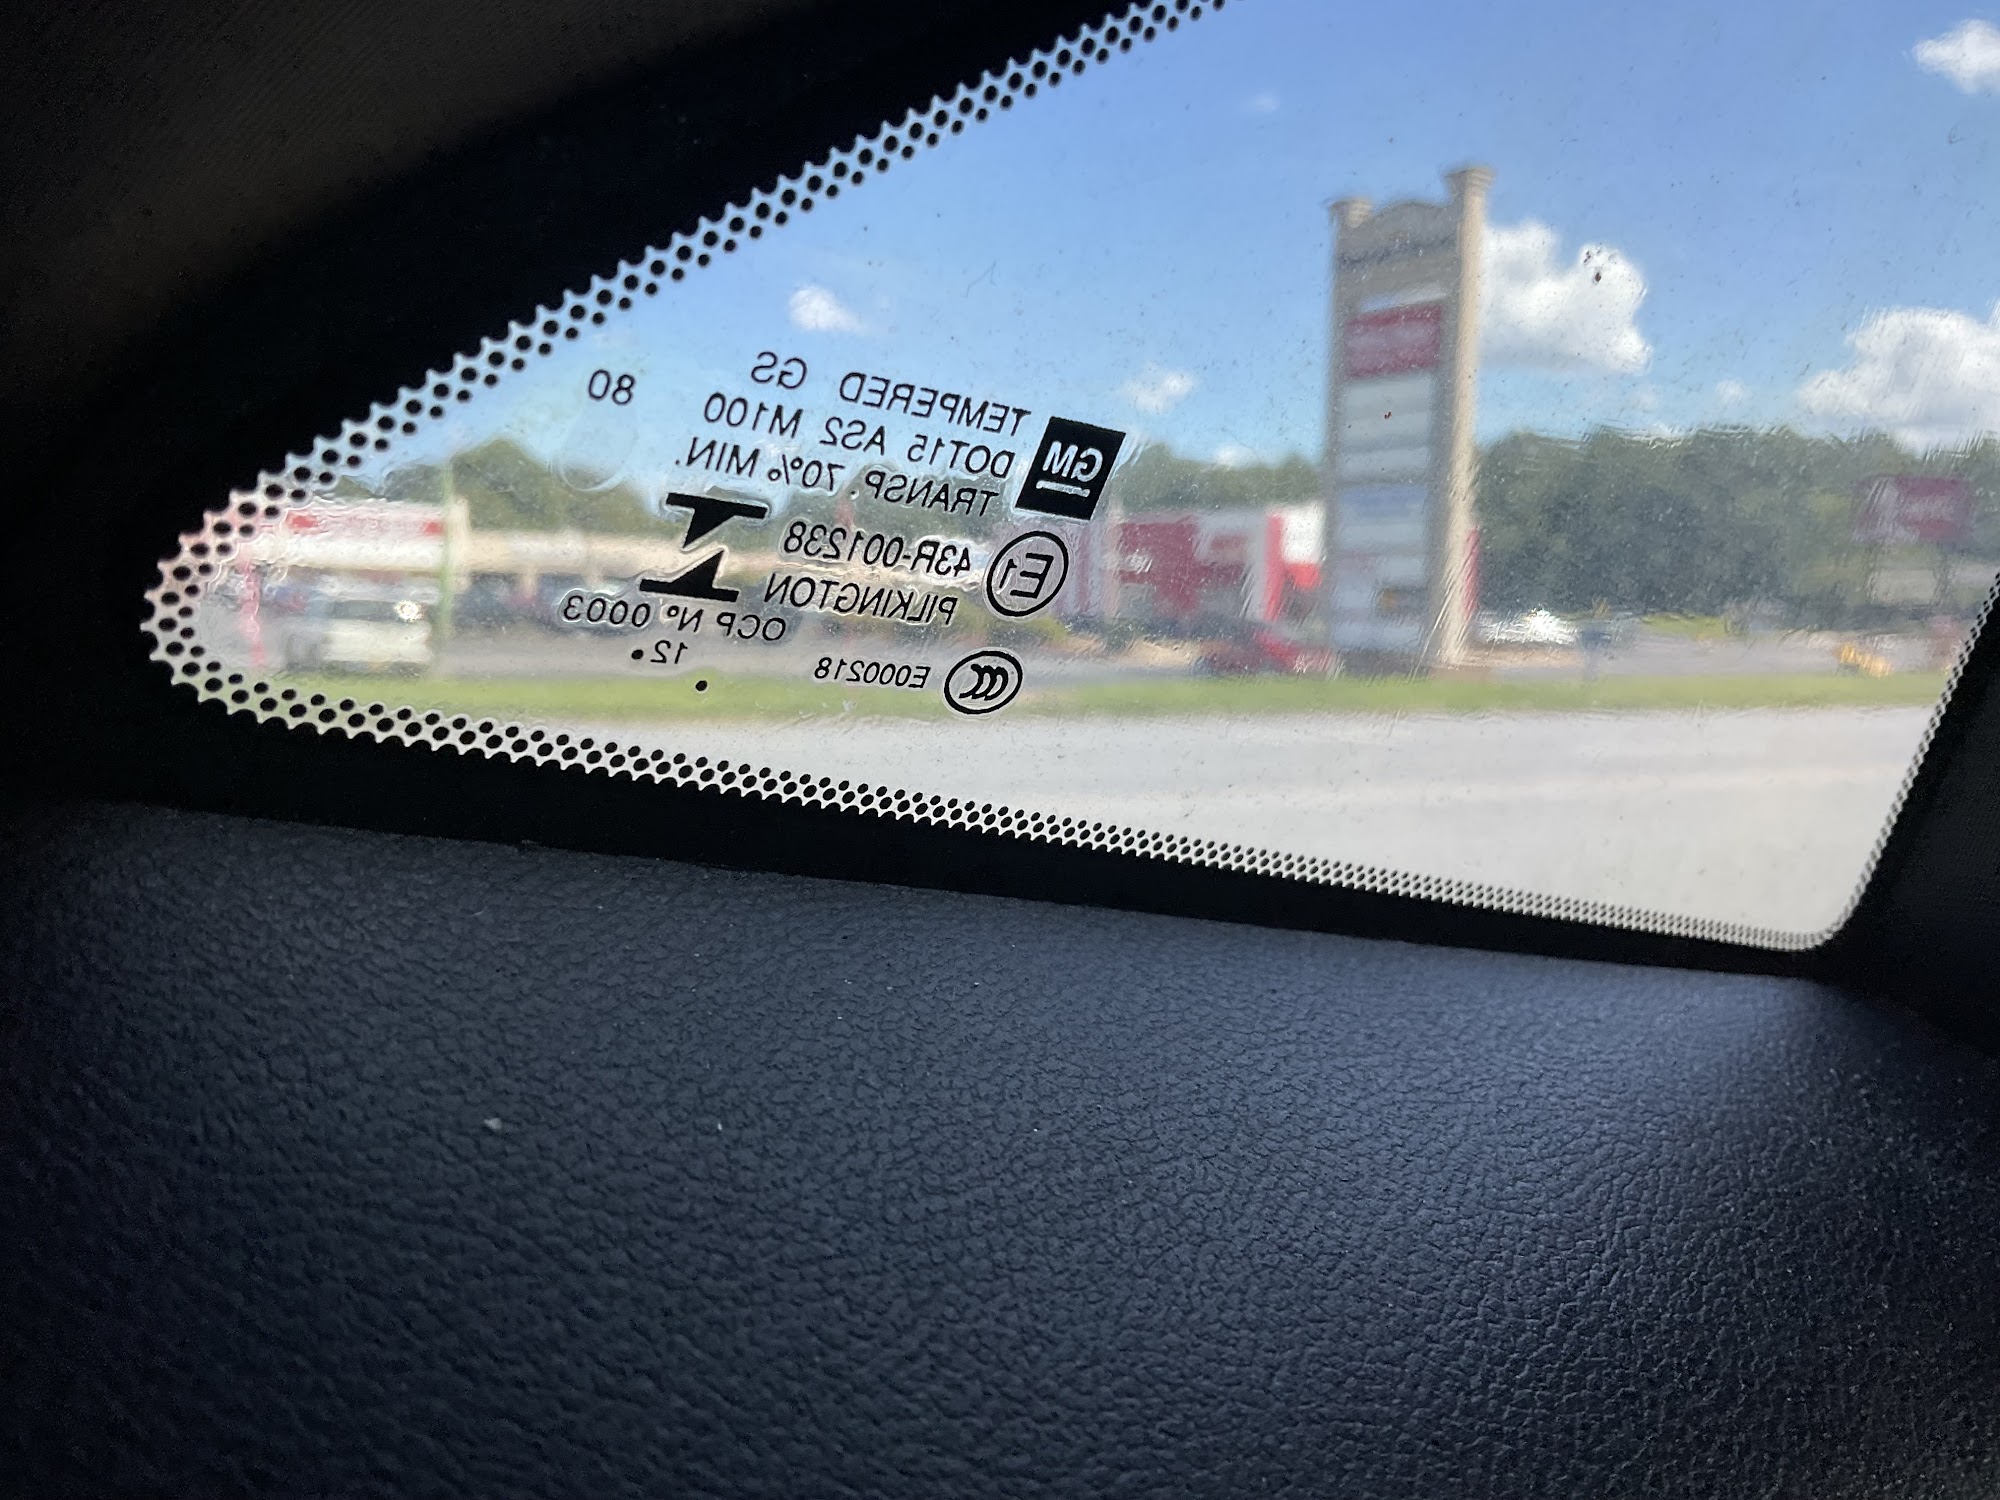 GM
TEMPERED GS 80
DOT15 AS2 M100
TRANSP. 70% MIN.
E1 43R-001238
PILKINGTON
OCP Nº 0003
12 •
CCC E000218